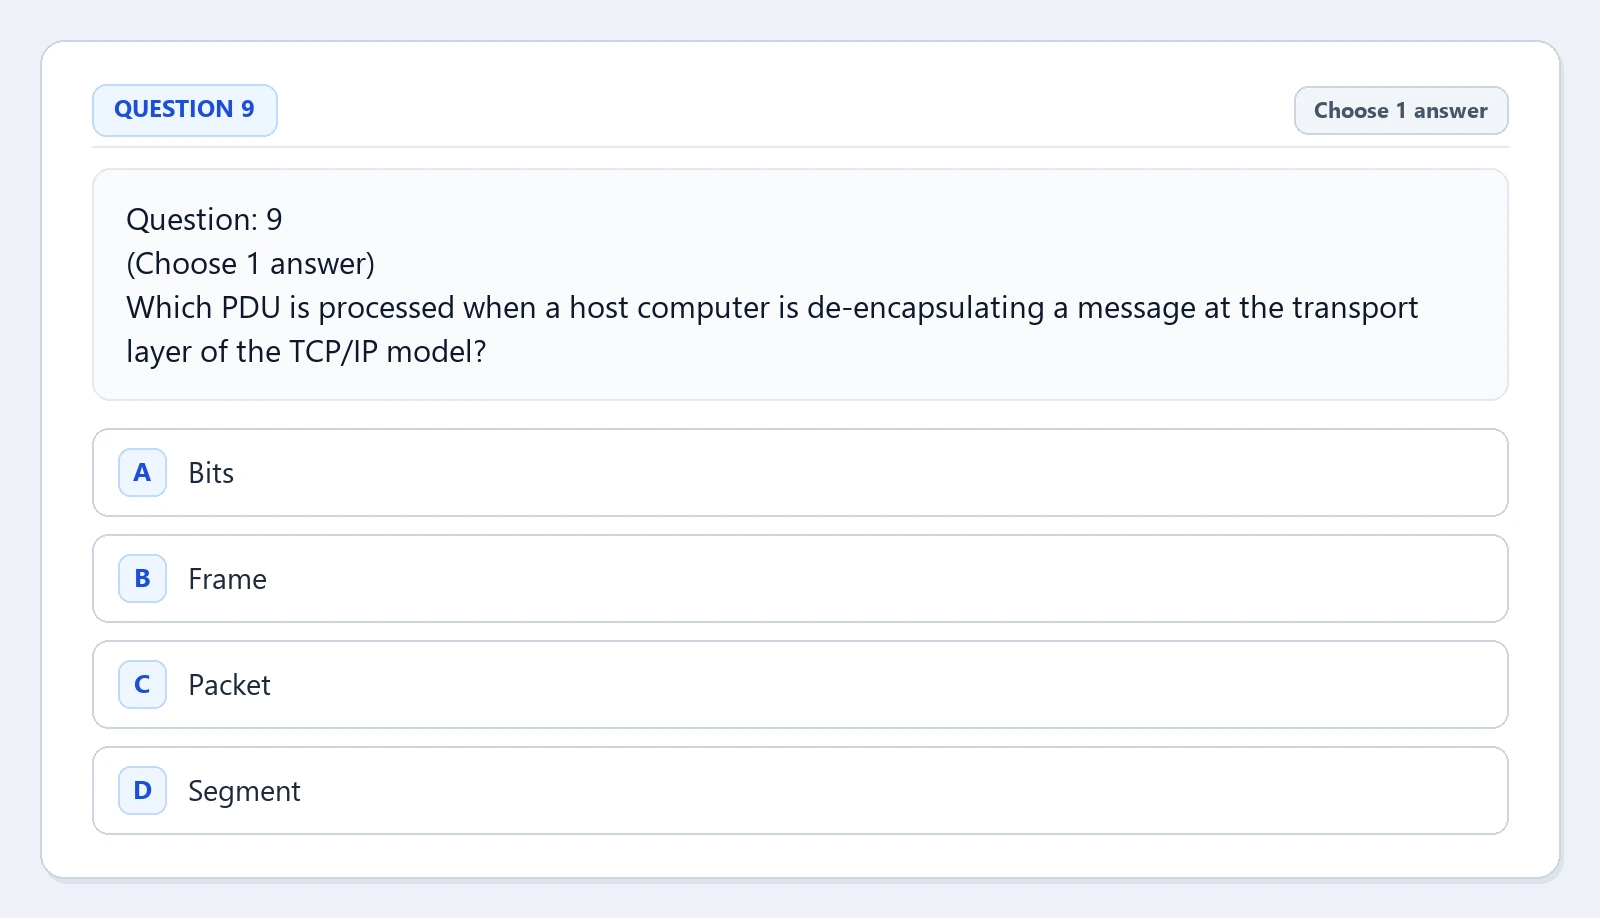 QUESTION 9
Choose 1 answer
Question: 9
(Choose 1 answer)
Which PDU is processed when a host computer is de-encapsulating a message at the transport
layer of the TCP/IP model?
A Bits
B Frame
C Packet
D Segment